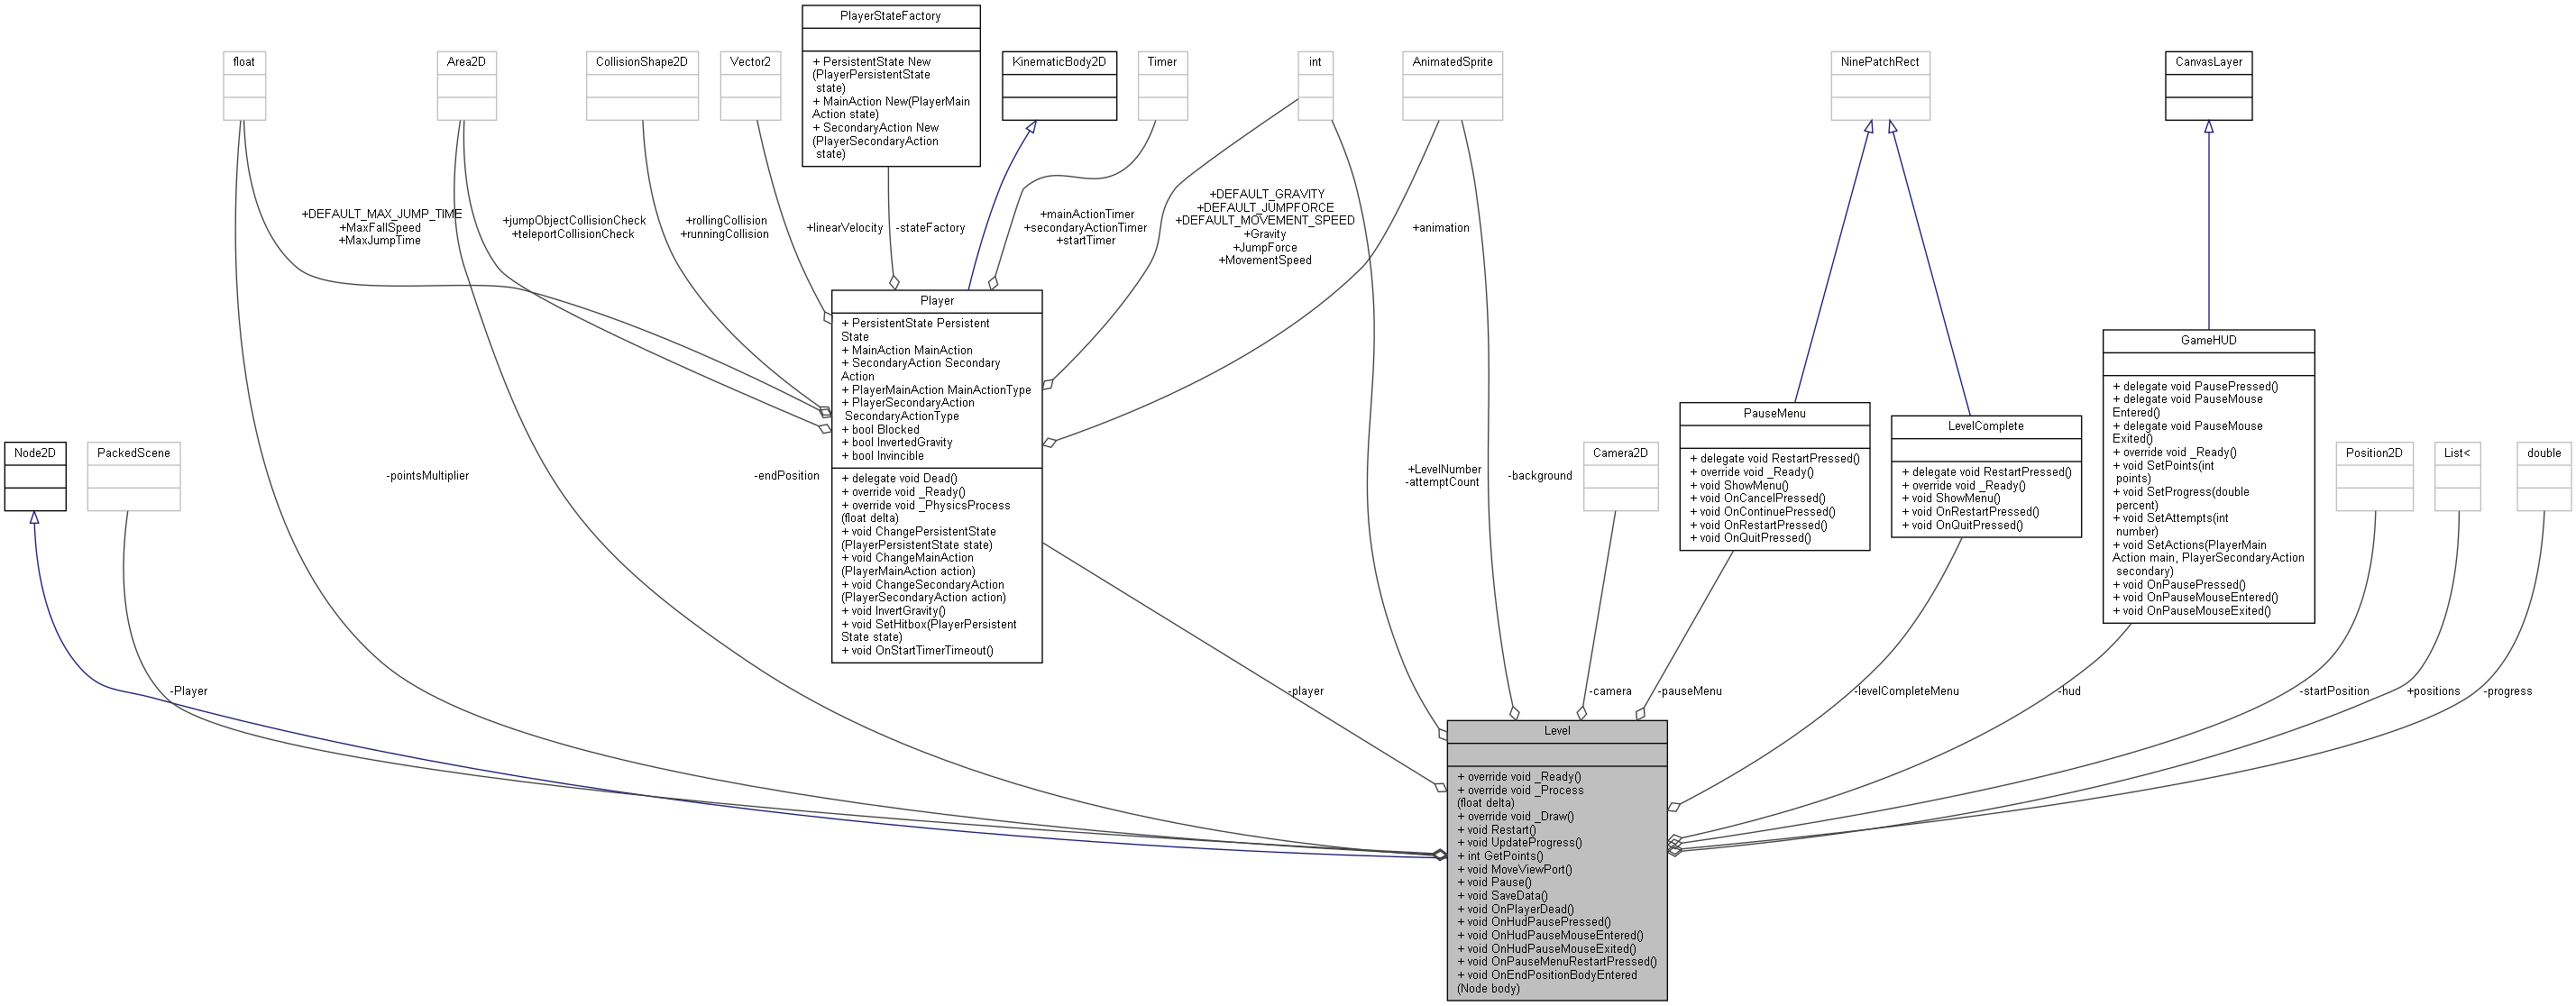 PlayerStateFactory
+ PersistentState New
(PlayerPersistentState
state)
+ MainAction New(PlayerMain
Action state)
+ SecondaryAction New
(PlayerSecondaryAction
state)
float
Area2D
CollisionShape2D
Vector2
KinematicBody2D
Timer
int
AnimatedSprite
NinePatchRect
CanvasLayer
+DEFAULT_MAX_JUMP_TIME
+MaxFallSpeed
+MaxJumpTime
+jumpObjectCollisionCheck
+teleportCollisionCheck
+rollingCollision
+runningCollision
+linearVelocity
-stateFactory
+mainActionTimer
+secondaryActionTimer
+startTimer
+DEFAULT_GRAVITY
+DEFAULT_JUMPFORCE
+DEFAULT_MOVEMENT_SPEED
+Gravity
+JumpForce
+MovementSpeed
+animation
Player
+ PersistentState Persistent
State
+ MainAction MainAction
+ SecondaryAction Secondary
Action
+ PlayerMainAction MainActionType
+ PlayerSecondaryAction
SecondaryActionType
+ bool Blocked
+ bool InvertedGravity
+ bool Invincible
+ delegate void Dead()
+ override void _Ready()
+ override void _PhysicsProcess
(float delta)
+ void ChangePersistentState
(PlayerPersistentState state)
+ void ChangeMainAction
(PlayerMainAction action)
+ void ChangeSecondaryAction
(PlayerSecondaryAction action)
+ void InvertGravity()
+ void SetHitbox(PlayerPersistent
State state)
+ void OnStartTimerTimeout()
GameHUD
+ delegate void PausePressed()
+ delegate void PauseMouse
Entered()
+ delegate void PauseMouse
Exited()
+ override void _Ready()
+ void SetPoints(int
points)
+ void SetProgress(double
percent)
+ void SetAttempts(int
number)
+ void SetActions(PlayerMain
Action main, PlayerSecondaryAction
secondary)
+ void OnPausePressed()
+ void OnPauseMouseEntered()
+ void OnPauseMouseExited()
PauseMenu
+ delegate void RestartPressed()
+ override void _Ready()
+ void ShowMenu()
+ void OnCancelPressed()
+ void OnContinuePressed()
+ void OnRestartPressed()
+ void OnQuitPressed()
LevelComplete
+ delegate void RestartPressed()
+ override void _Ready()
+ void ShowMenu()
+ void OnRestartPressed()
+ void OnQuitPressed()
Node2D
PackedScene
Camera2D
Position2D
List<
double
-pointsMultiplier
-endPosition
+LevelNumber
-attemptCount
-background
-Player
-player
-camera
-pauseMenu
-levelCompleteMenu
-hud
-startPosition
+positions
-progress
Level
+ override void _Ready()
+ override void _Process
(float delta)
+ override void _Draw()
+ void Restart()
+ void UpdateProgress()
+ int GetPoints()
+ void MoveViewPort()
+ void Pause()
+ void SaveData()
+ void OnPlayerDead()
+ void OnHudPausePressed()
+ void OnHudPauseMouseEntered()
+ void OnHudPauseMouseExited()
+ void OnPauseMenuRestartPressed()
+ void OnEndPositionBodyEntered
(Node body)